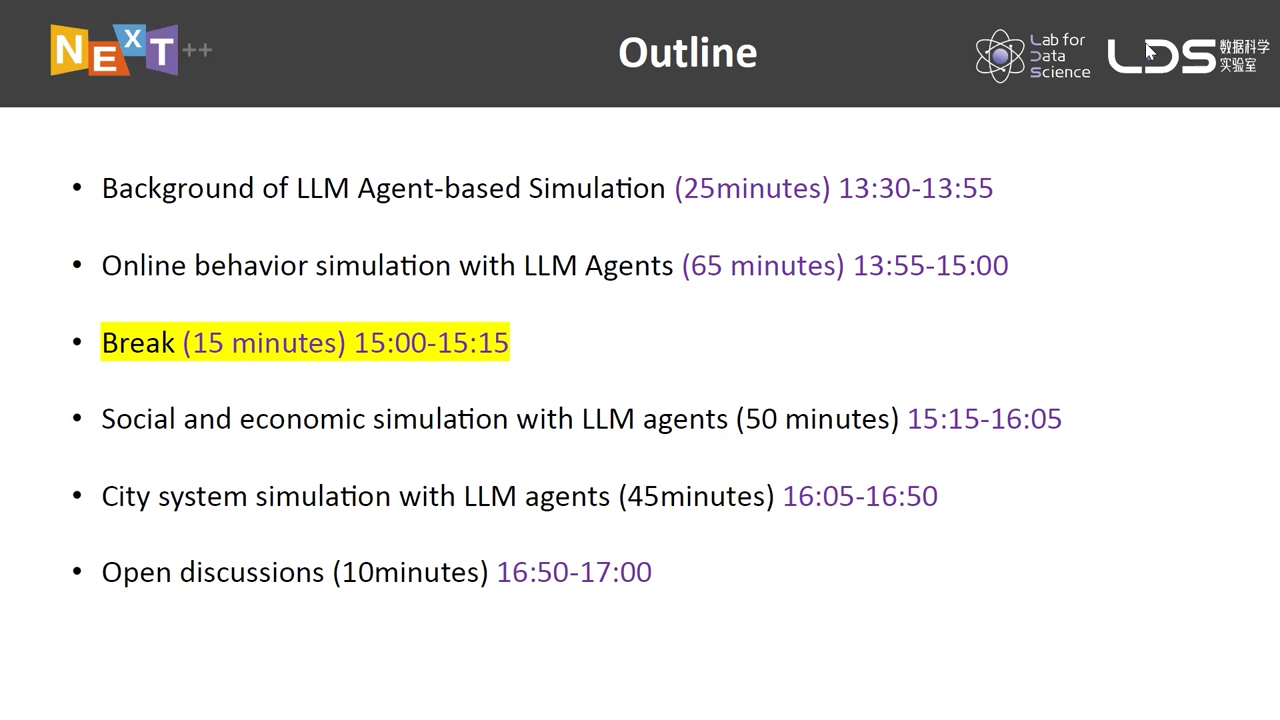 NEXT++
Outline
Lab for
Data
Science
LDS
数据科学
实验室
• Background of LLM Agent-based Simulation (25minutes) 13:30-13:55
• Online behavior simulation with LLM Agents (65 minutes) 13:55-15:00
• Break (15 minutes) 15:00-15:15
• Social and economic simulation with LLM agents (50 minutes) 15:15-16:05
• City system simulation with LLM agents (45minutes) 16:05-16:50
• Open discussions (10minutes) 16:50-17:00